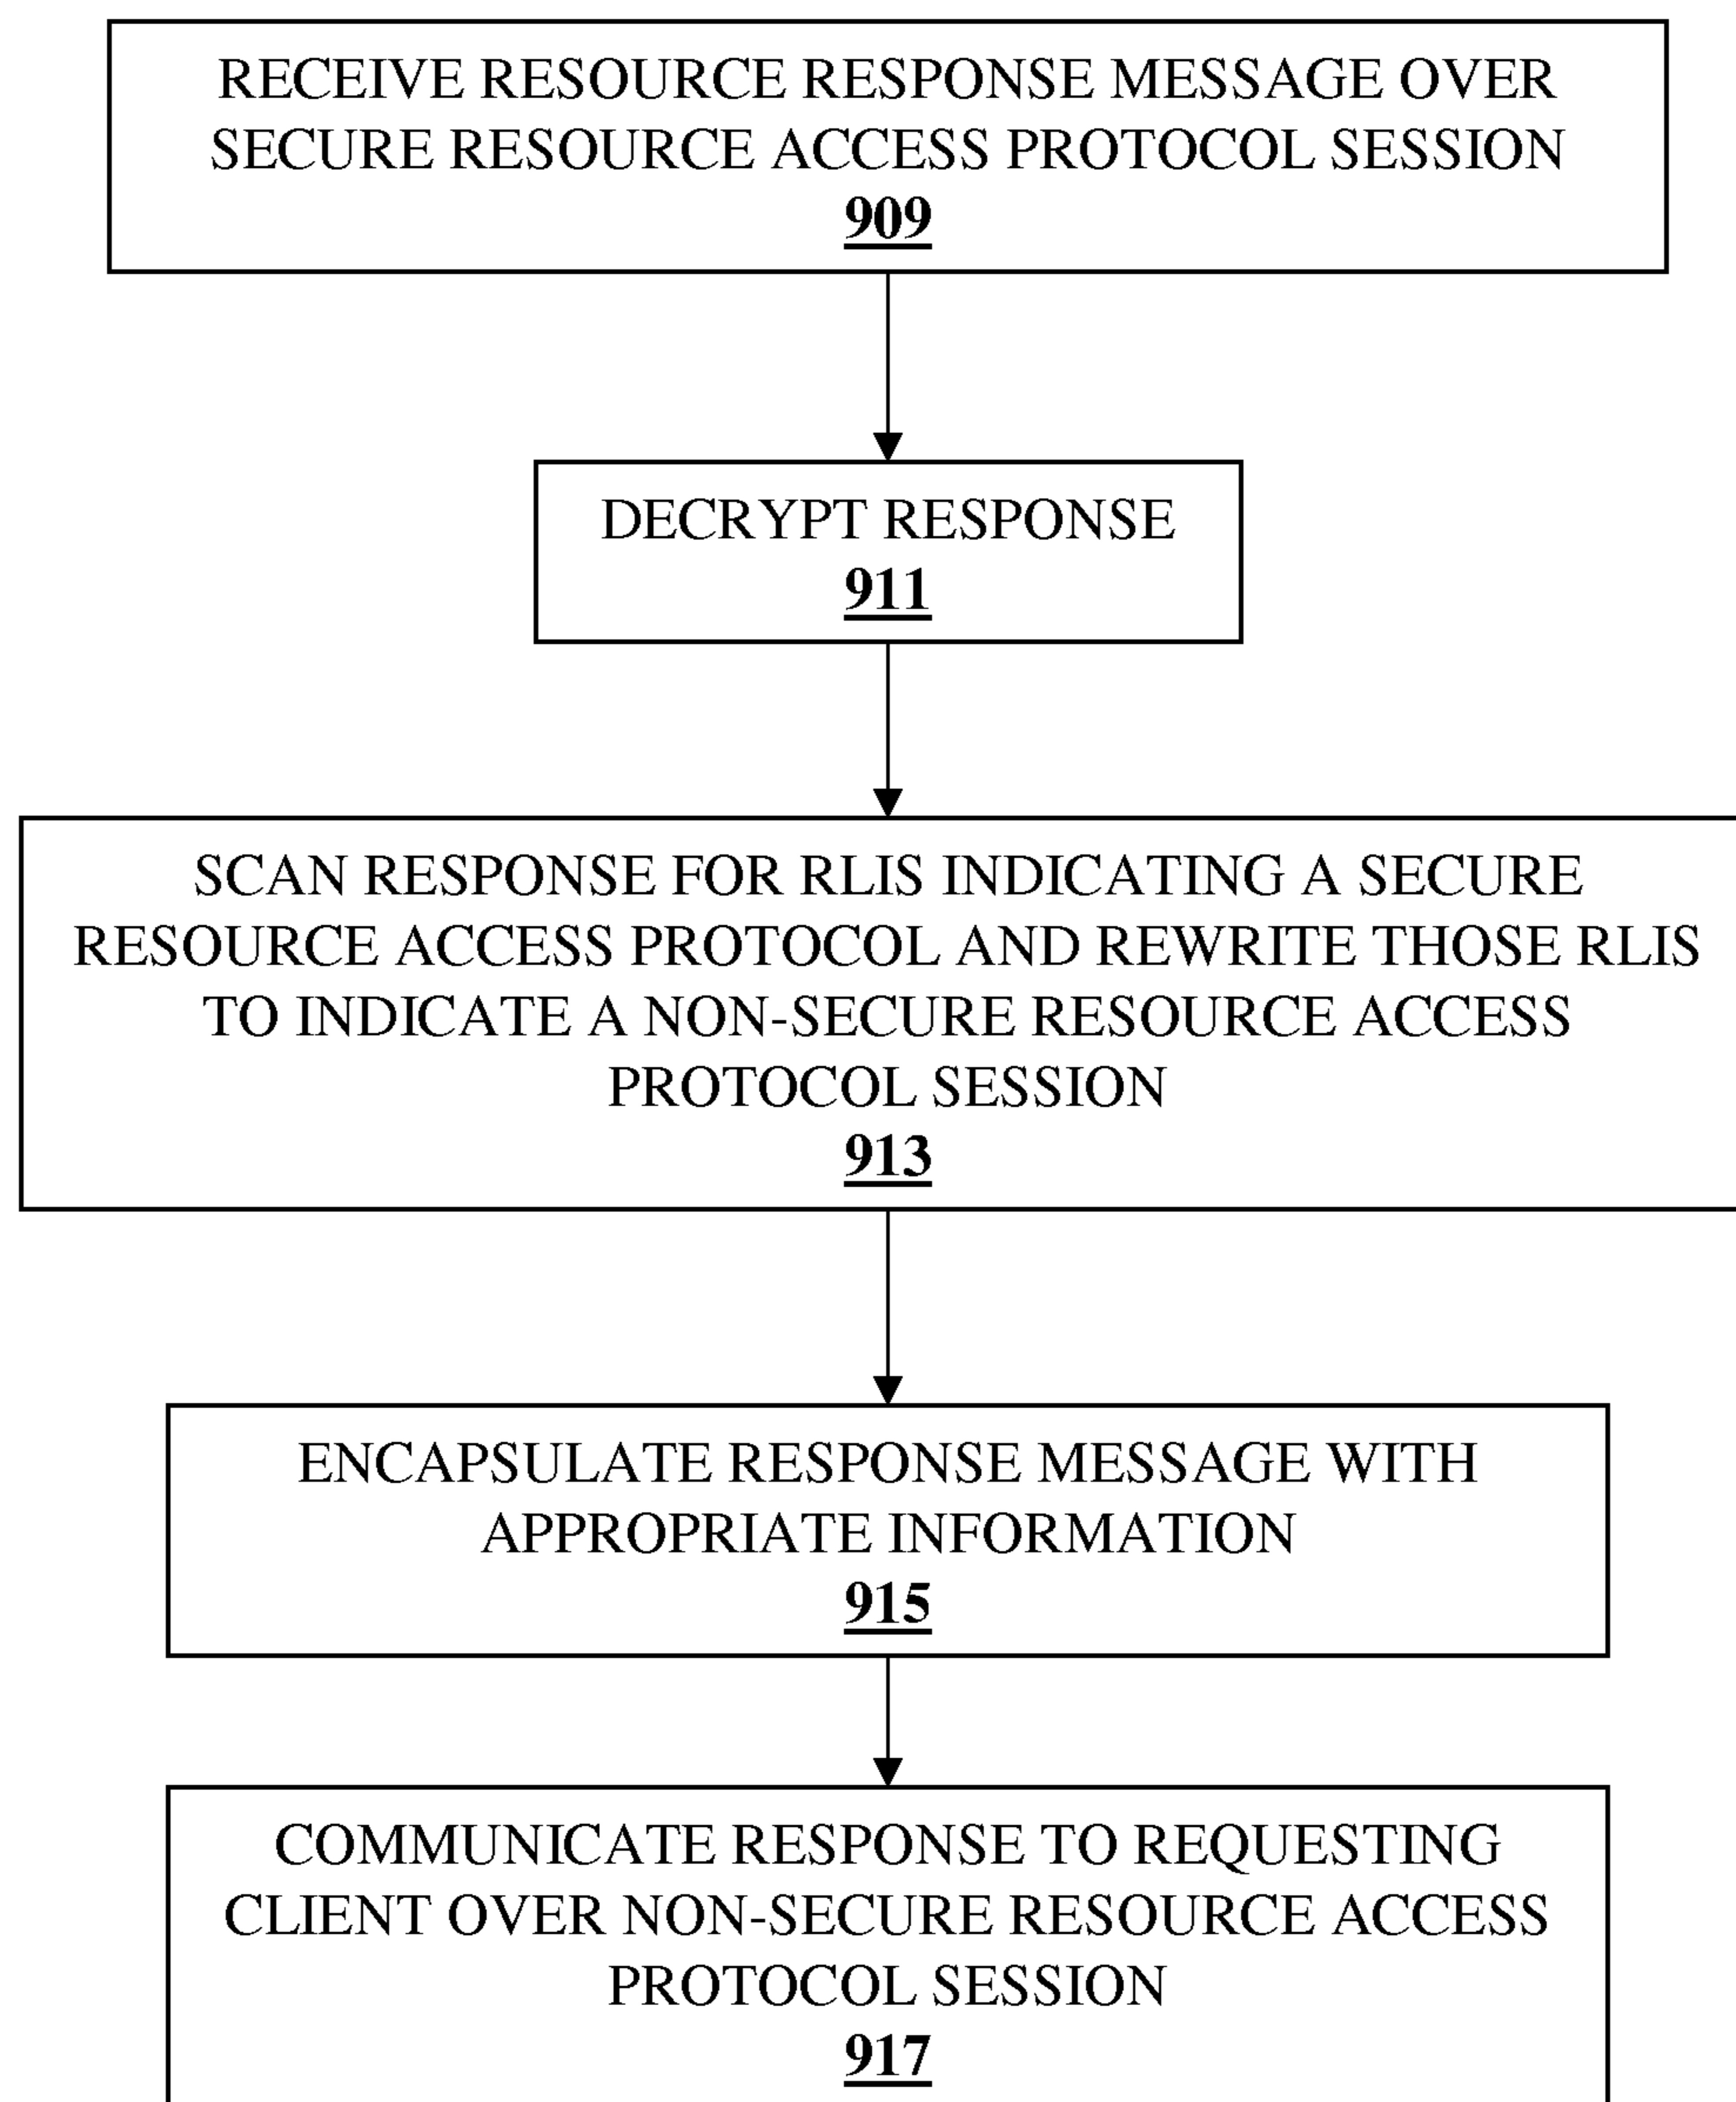 RECEIVE RESOURCE RESPONSE MESSAGE OVER
SECURE RESOURCE ACCESS PROTOCOL SESSION
909
DECRYPT RESPONSE
911
SCAN RESPONSE FOR RLIS INDICATING A SECURE
RESOURCE ACCESS PROTOCOL AND REWRITE THOSE RLIS
TO INDICATE A NON-SECURE RESOURCE ACCESS
PROTOCOL SESSION
913
ENCAPSULATE RESPONSE MESSAGE WITH
APPROPRIATE INFORMATION
915
COMMUNICATE RESPONSE TO REQUESTING
CLIENT OVER NON-SECURE RESOURCE ACCESS
PROTOCOL SESSION
917